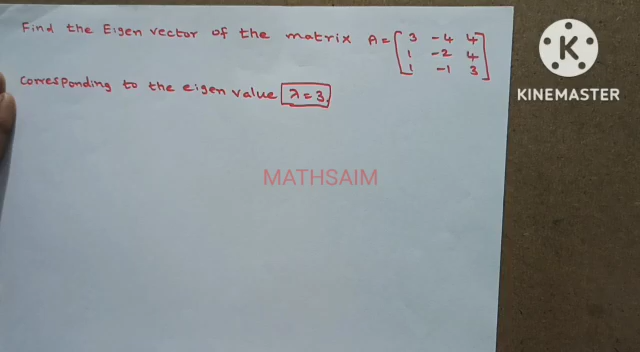 Find the Eigen vector of the matrix A = [ 3 -4 4
1 -2 4
1 -1 3 ]
corresponding to the eigen value λ = 3.
K
KINEMASTER
MATHSAIM